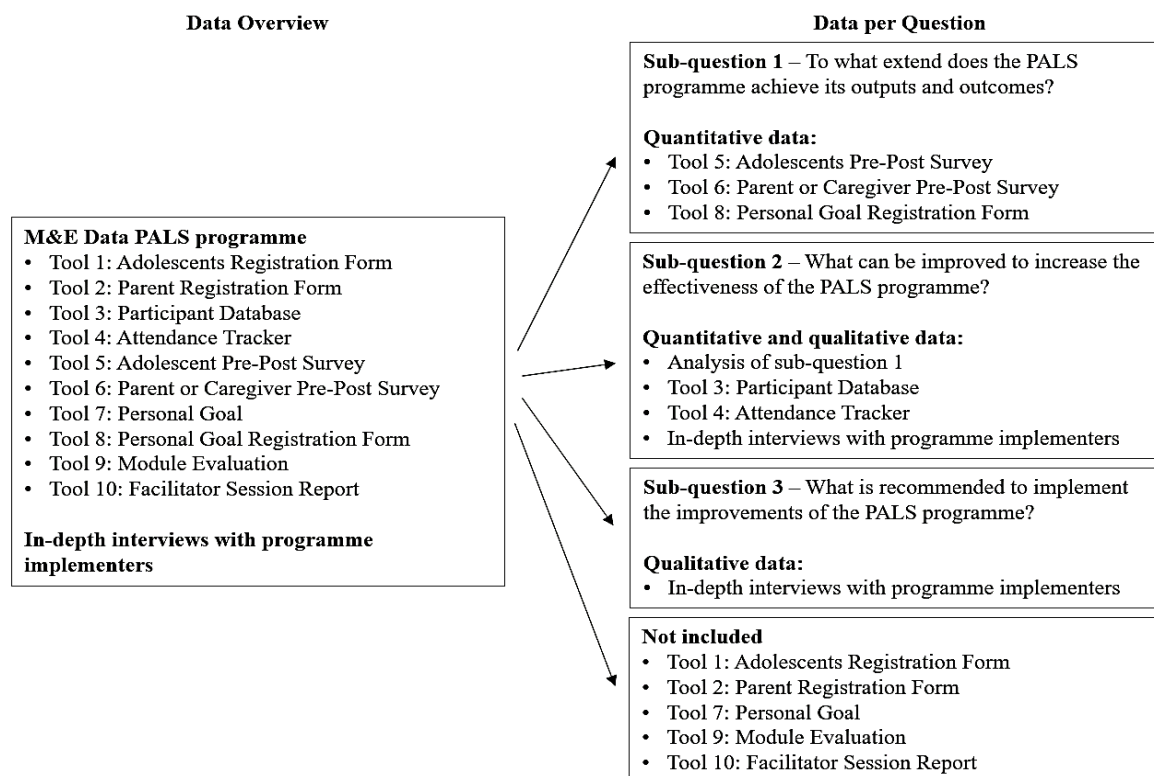 Data Overview
M&E Data PALS programme
• Tool 1: Adolescents Registration Form
• Tool 2: Parent Registration Form
• Tool 3: Participant Database
• Tool 4: Attendance Tracker
• Tool 5: Adolescent Pre-Post Survey
• Tool 6: Parent or Caregiver Pre-Post Survey
• Tool 7: Personal Goal
• Tool 8: Personal Goal Registration Form
• Tool 9: Module Evaluation
• Tool 10: Facilitator Session Report
In-depth interviews with programme
implementers
Data per Question
Sub-question 1 – To what extend does the PALS
programme achieve its outputs and outcomes?
Quantitative data:
• Tool 5: Adolescents Pre-Post Survey
• Tool 6: Parent or Caregiver Pre-Post Survey
• Tool 8: Personal Goal Registration Form
Sub-question 2 – What can be improved to increase the
effectiveness of the PALS programme?
Quantitative and qualitative data:
• Analysis of sub-question 1
• Tool 3: Participant Database
• Tool 4: Attendance Tracker
• In-depth interviews with programme implementers
Sub-question 3 – What is recommended to implement
the improvements of the PALS programme?
Qualitative data:
• In-depth interviews with programme implementers
Not included
• Tool 1: Adolescents Registration Form
• Tool 2: Parent Registration Form
• Tool 7: Personal Goal
• Tool 9: Module Evaluation
• Tool 10: Facilitator Session Report